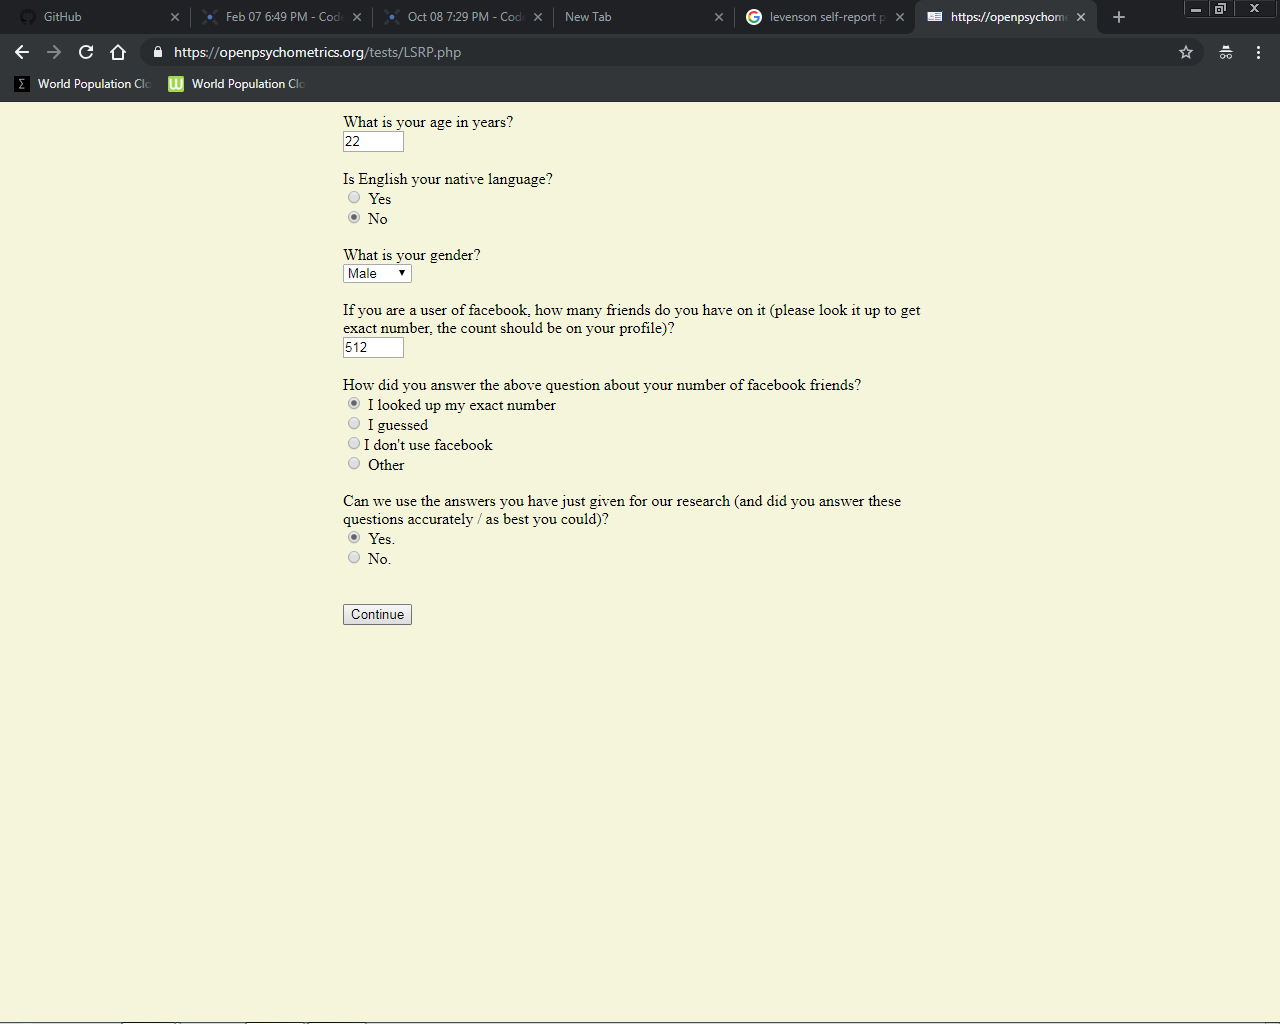 GitHub
Feb 07 6:49 PM - Cod
Oct 08 7:29 PM - Cod
New Tab
levenson self-report p
https://openpsychom
https://openpsychometrics.org/tests/LSRP.php
World Population Clo
World Population Clo
What is your age in years?
22
Is English your native language?
Yes
No
What is your gender?
Male
If you are a user of facebook, how many friends do you have on it (please look it up to get
exact number, the count should be on your profile)?
512
How did you answer the above question about your number of facebook friends?
I looked up my exact number
I guessed
I don't use facebook
Other
Can we use the answers you have just given for our research (and did you answer these
questions accurately / as best you could)?
Yes.
No.
Continue